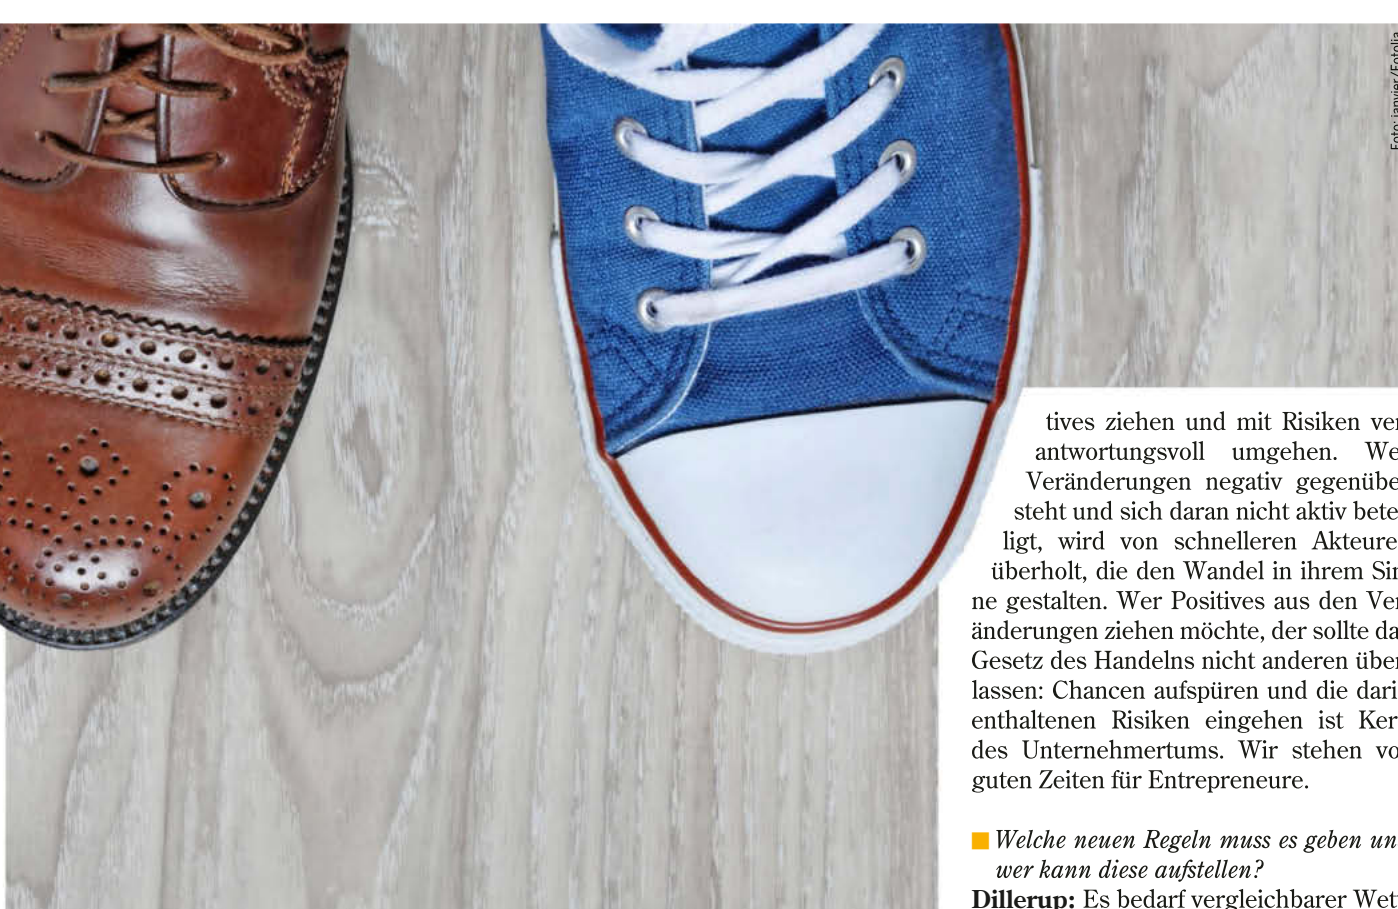 Foto: janvier/Fotolia
tives ziehen und mit Risiken ver
antwortungsvoll umgehen. We
Veränderungen negativ gegenübe
steht und sich daran nicht aktiv betei
ligt, wird von schnelleren Akteure
überholt, die den Wandel in ihrem Sin
ne gestalten. Wer Positives aus den Ver
änderungen ziehen möchte, der sollte da
Gesetz des Handelns nicht anderen über
lassen: Chancen aufspüren und die dari
enthaltenen Risiken eingehen ist Ker
des Unternehmertums. Wir stehen vo
guten Zeiten für Entrepreneure.
Welche neuen Regeln muss es geben un
wer kann diese aufstellen?
Dillerup: Es bedarf vergleichbarer Wet